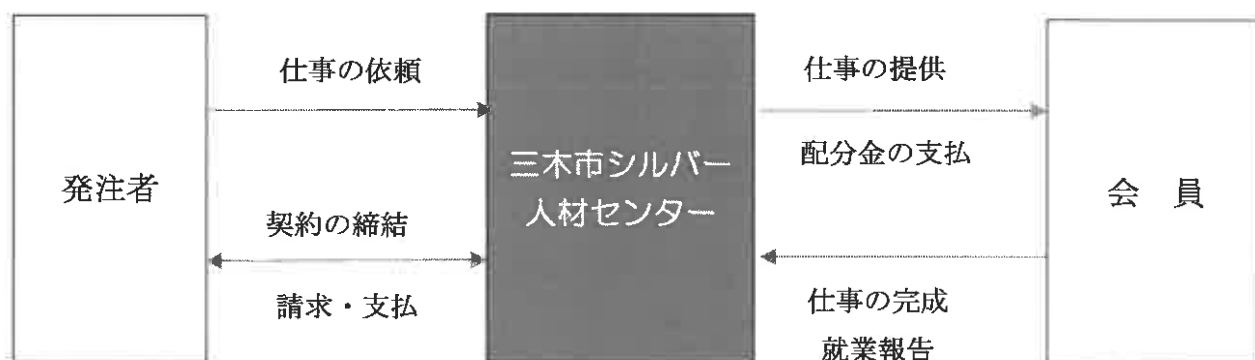 発注者
仕事の依頼
契約の締結
請求・支払
三木市シルバー
人材センター
仕事の提供
配分金の支払
仕事の完成
就業報告
会 員